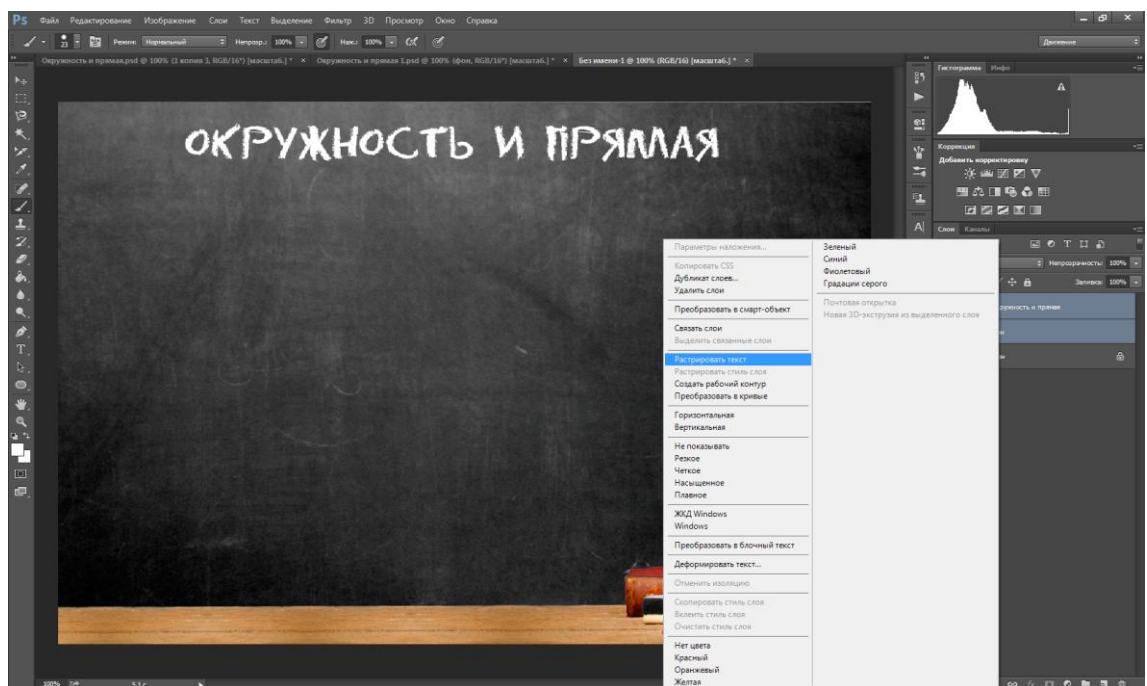 Ps Файл Редактирование Изображение Слои Текст Выделение Фильтр 3D Просмотр Окно Справка
23 Режим: Нормальный Непрозр.: 100% Наж.: 100% Движение
Окружность и прямая.psd @ 100% (1 копия 3, RGB/16*) [масштаб.] * × Окружность и прямая 1.psd @ 100% (фон, RGB/16*) [масштаб.] * × Без имени-1 @ 100% (RGB/16) [масштаб.] * ×
Гистограмма Инфо
ОКРУЖНОСТЬ И ПРЯМАЯ
Коррекция
Добавить корректировку
Слои Каналы
Непрозрачность: 100%
Заливка: 100%
и прямая
Параметры наложения...
Копировать CSS
Дубликат слоев...
Удалить слои
Преобразовать в смарт-объект
Связать слои
Выделить связанные слои
Растрировать текст
Растрировать стиль слоя
Создать рабочий контур
Преобразовать в кривые
Горизонтальная
Вертикальная
Не показывать
Резкое
Четкое
Насыщенное
Плавное
ЖКД Windows
Windows
Преобразовать в блочный текст
Деформировать текст...
Отменить изоляцию
Скопировать стиль слоя
Вклеить стиль слоя
Очистить стиль слоя
Нет цвета
Красный
Оранжевый
Желтая
Зеленый
Синий
Фиолетовый
Градации серого
Почтовая открытка
Новая 3D-экструзия из выделенного слоя
100%